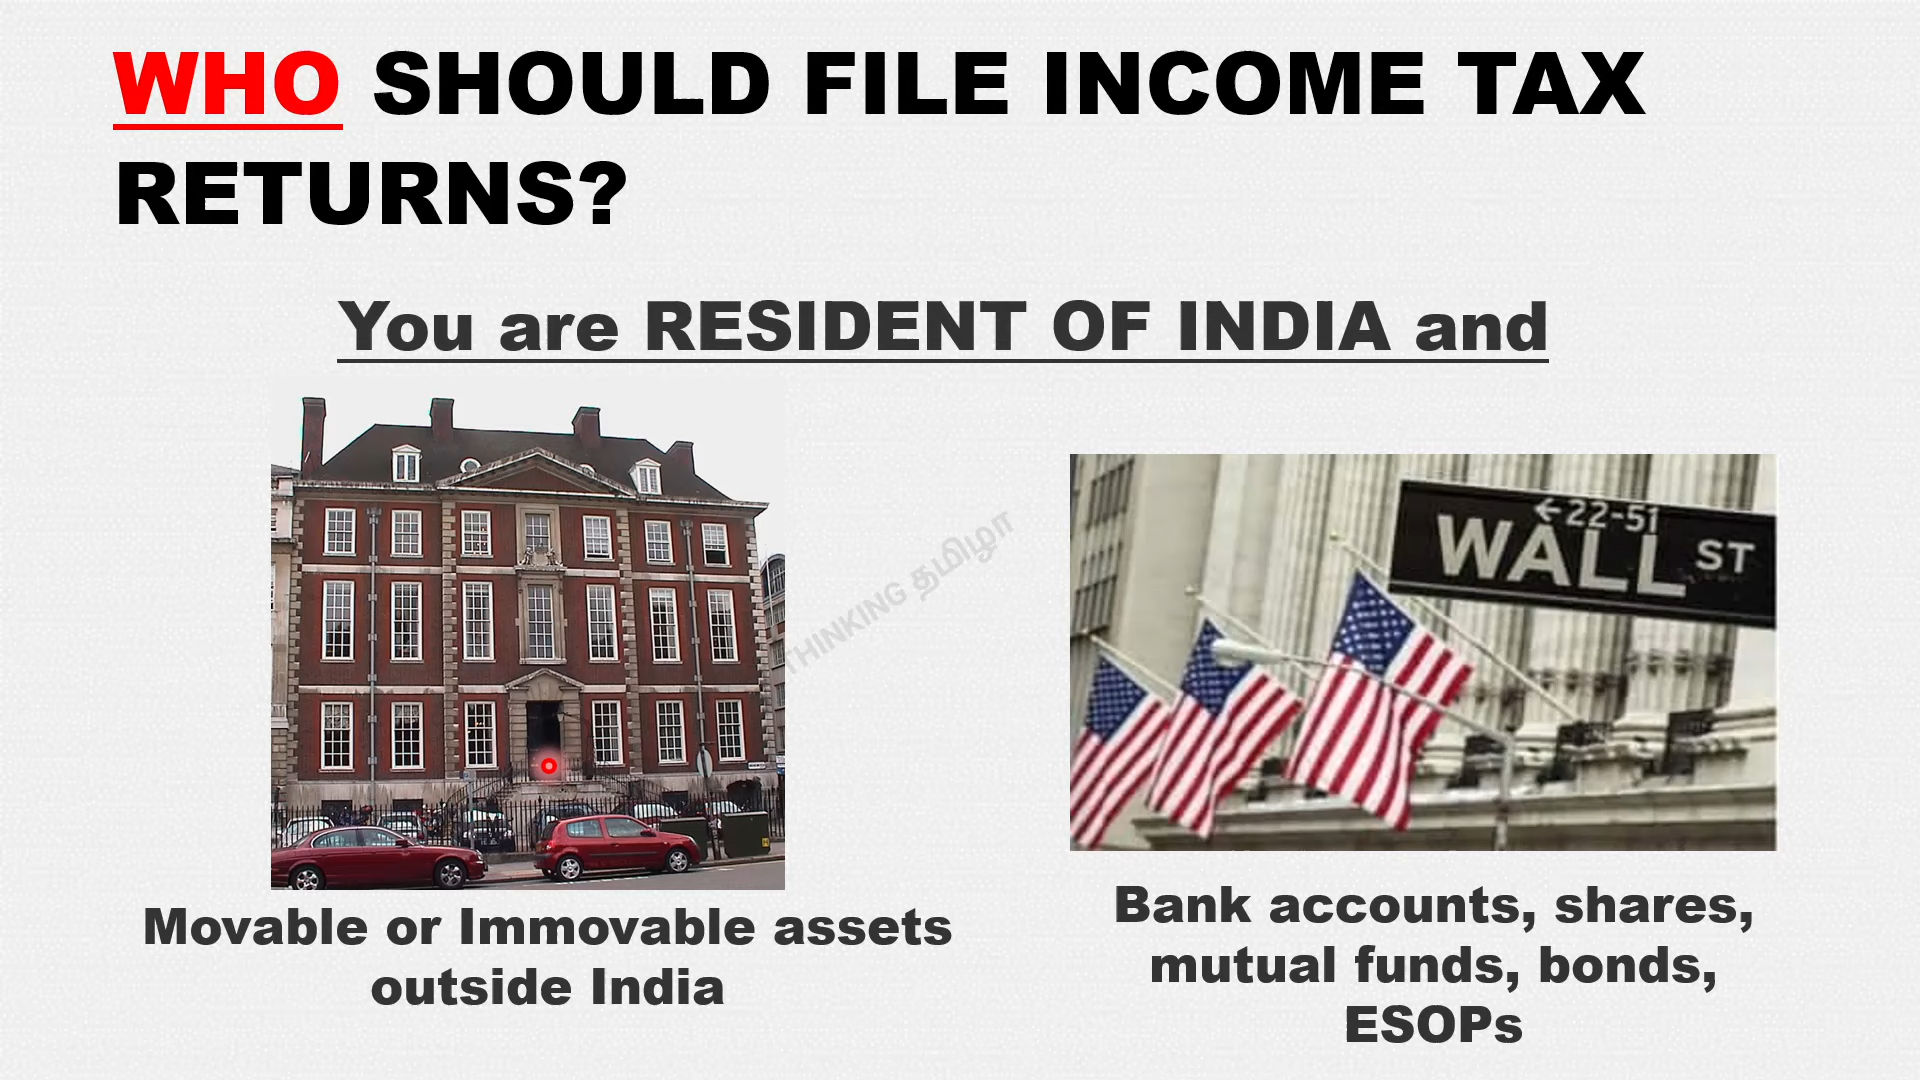 WHO SHOULD FILE INCOME TAX
RETURNS?
You are RESIDENT OF INDIA and
←22-51
WALL ST
THINKING தமிழா
Movable or Immovable assets
outside India
Bank accounts, shares,
mutual funds, bonds,
ESOPs